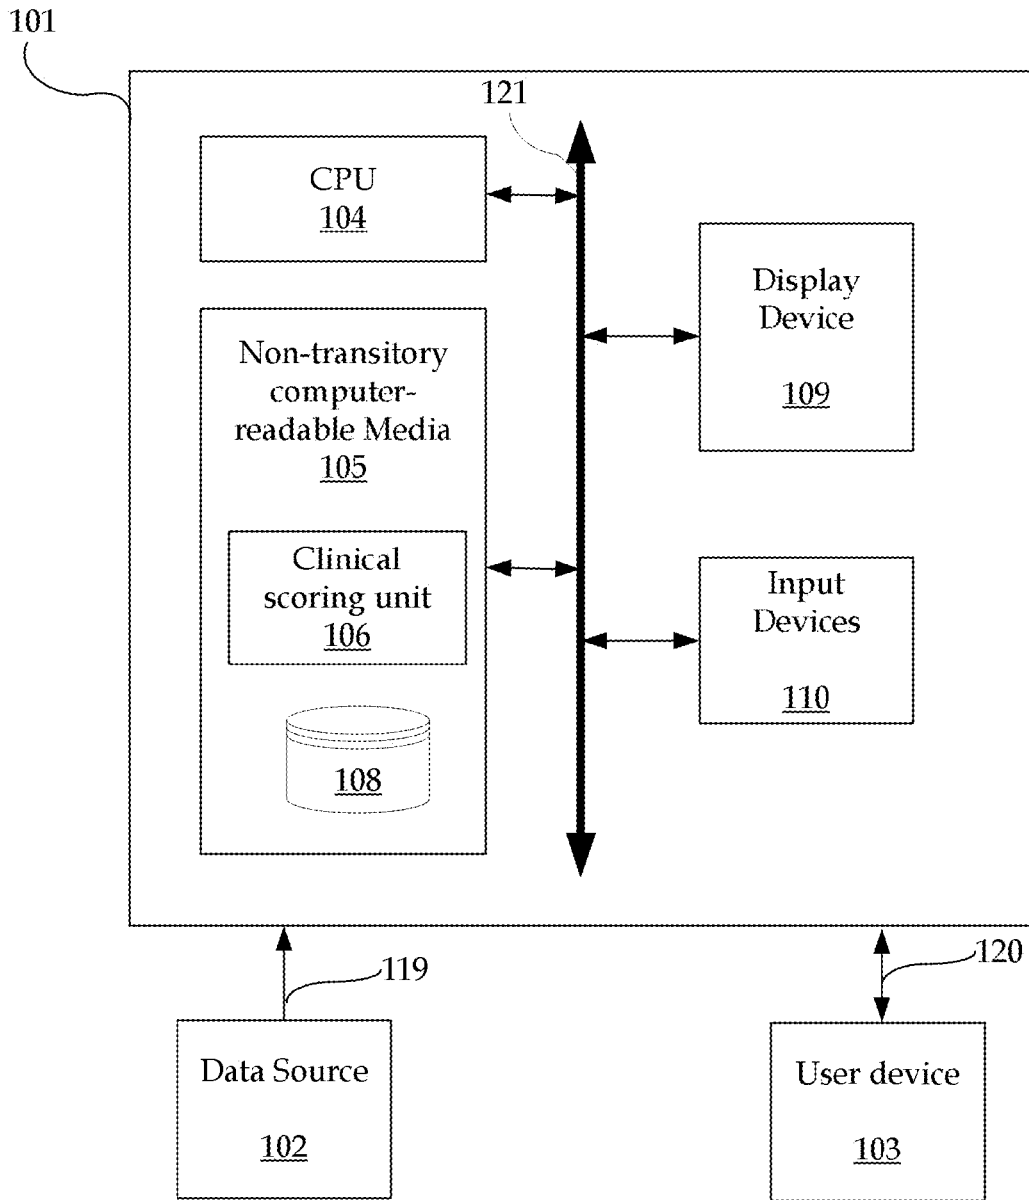 101
121
CPU
104
Display
Device
109
Non-transitory
computer-
readable Media
105
Clinical
scoring unit
106
Input
Devices
110
108
119
120
Data Source
102
User device
103